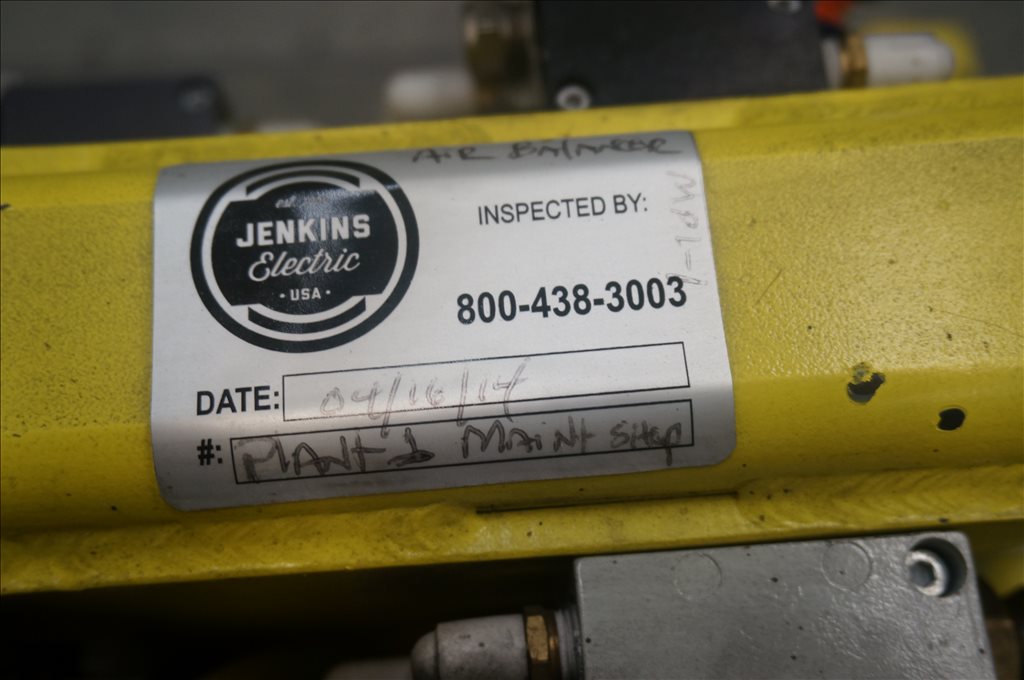 AIR BALANCER
est.
JENKINS
Electric
• USA •
INSPECTED BY:
800-438-3003
DATE: 04/16/14
#: PLANT 1 MAINT SHOP